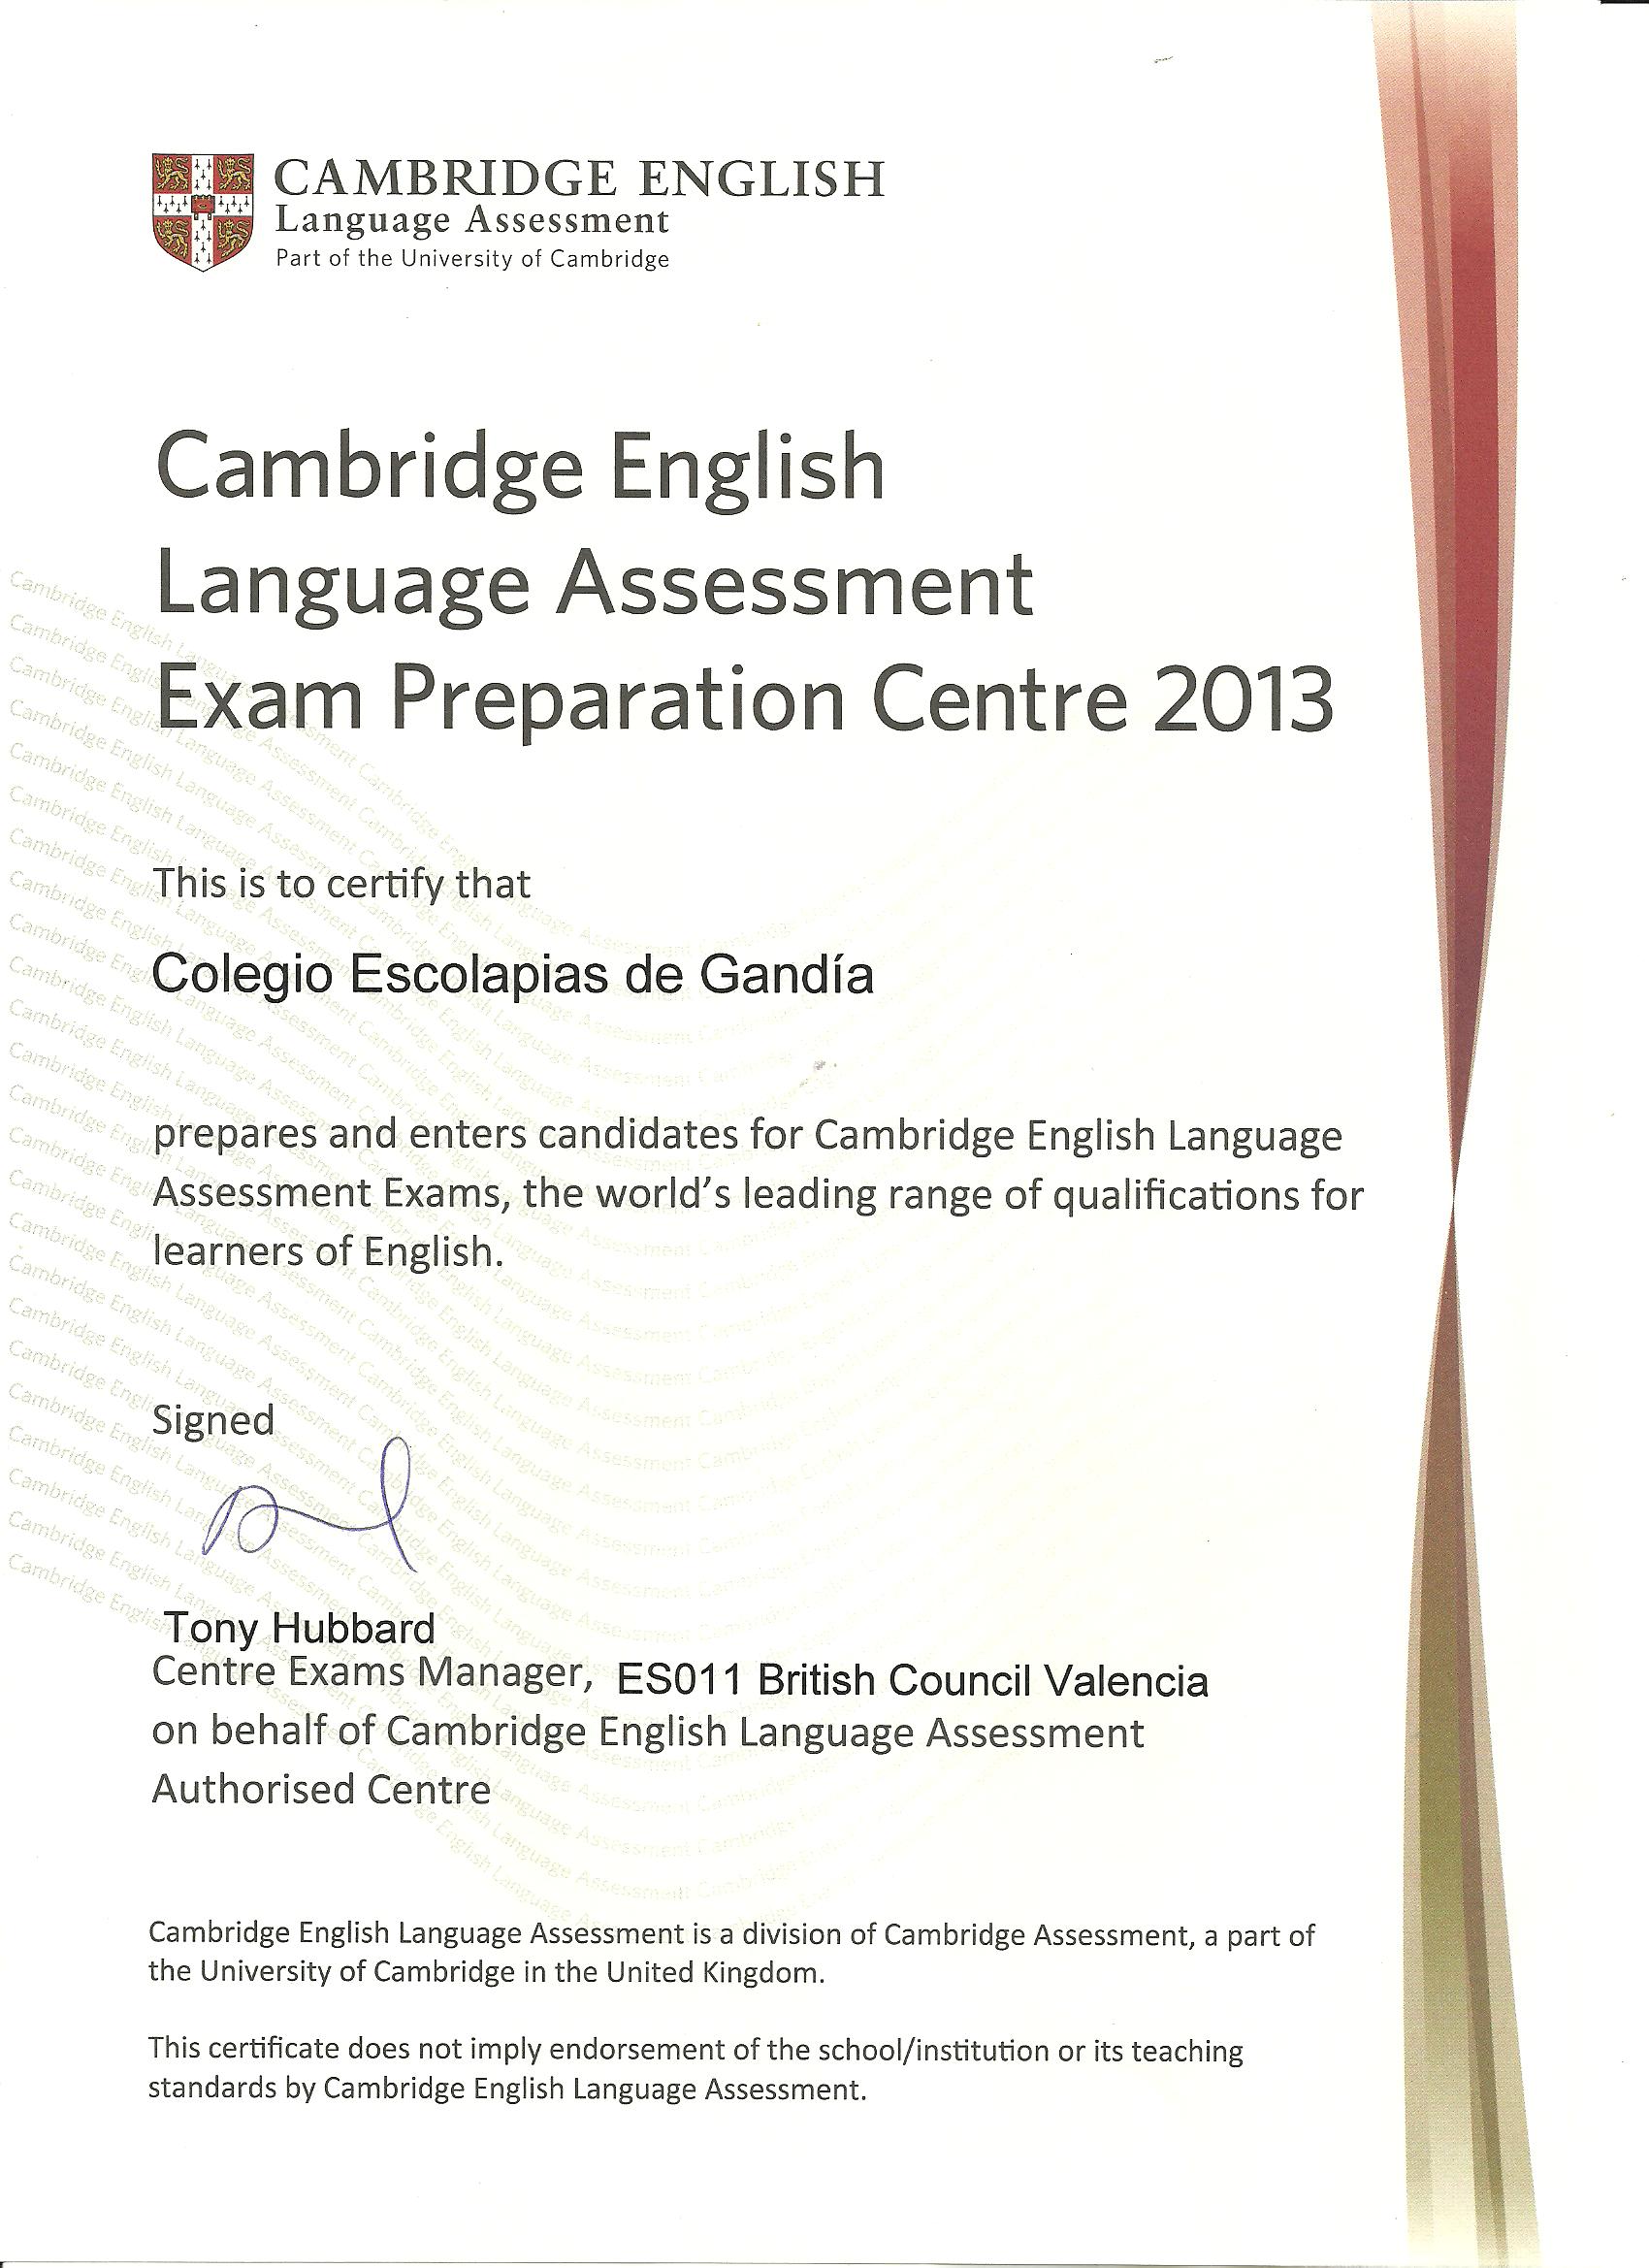 CAMBRIDGE ENGLISH
Language Assessment
Part of the University of Cambridge
Cambridge English
Language Assessment
Exam Preparation Centre 2013
This is to certify that
Colegio Escolapias de Gandía
prepares and enters candidates for Cambridge English Language
Assessment Exams, the world's leading range of qualifications for
learners of English.
Signed
Tony Hubbard
Centre Exams Manager, ES011 British Council Valencia
on behalf of Cambridge English Language Assessment
Authorised Centre
Cambridge English Language Assessment is a division of Cambridge Assessment, a part of
the University of Cambridge in the United Kingdom.
This certificate does not imply endorsement of the school/institution or its teaching
standards by Cambridge English Language Assessment.